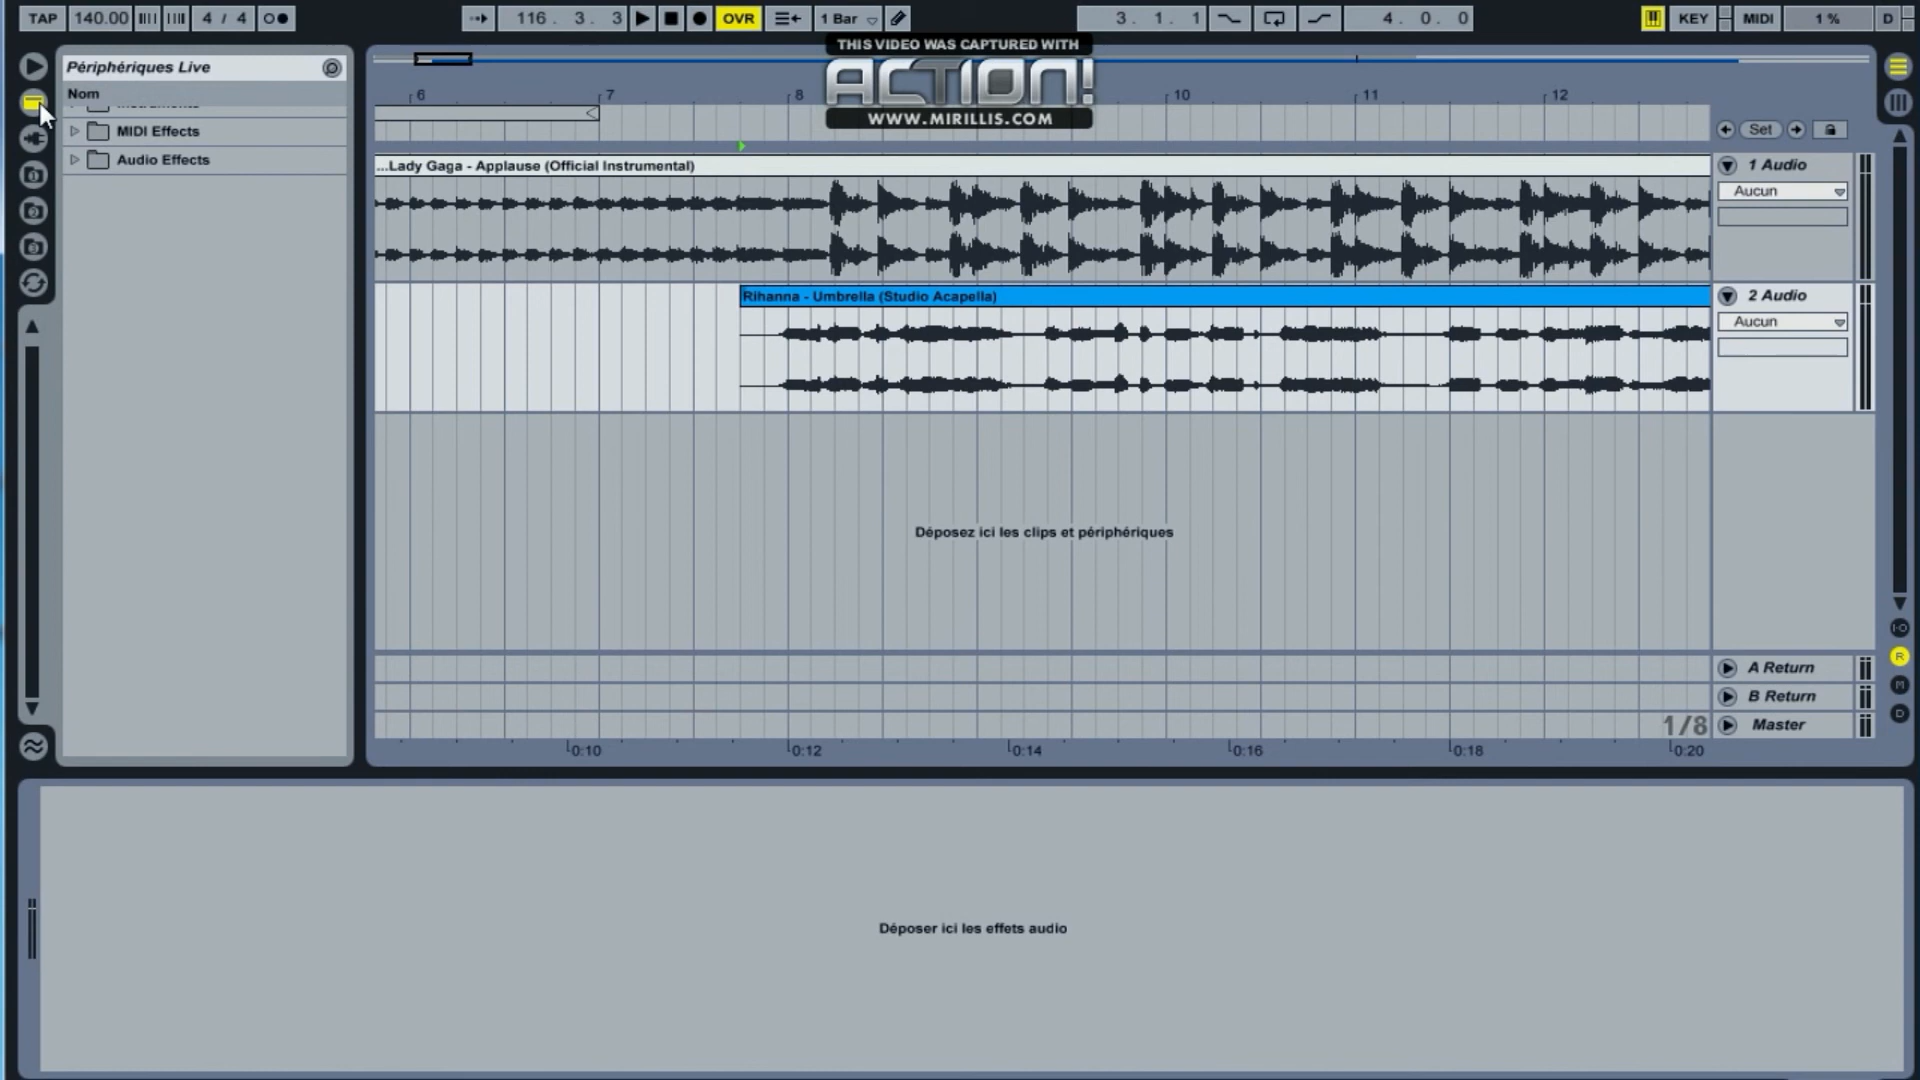 TAP 140.00 4 / 4 116. 3. 3 OVR 1 Bar 3. 1. 1 4. 0. 0 KEY MIDI 1 % D
THIS VIDEO WAS CAPTURED WITH
ACTION!
WWW.MIRILLIS.COM
Périphériques Live
Nom
Instruments
MIDI Effects
Audio Effects
6 7 8 10 11 12
Set
...Lady Gaga - Applause (Official Instrumental)
1 Audio
Aucun
Rihanna - Umbrella (Studio Acapella)
2 Audio
Aucun
Déposez ici les clips et périphériques
I-O
R
M
D
A Return
B Return
1/8 Master
0:10 0:12 0:14 0:16 0:18 0:20
Déposer ici les effets audio